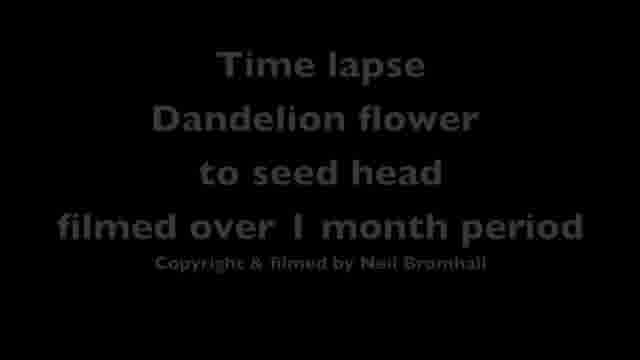 Time lapse
Dandelion flower
to seed head
filmed over 1 month period
Copyright & filmed by Neil Bromhall